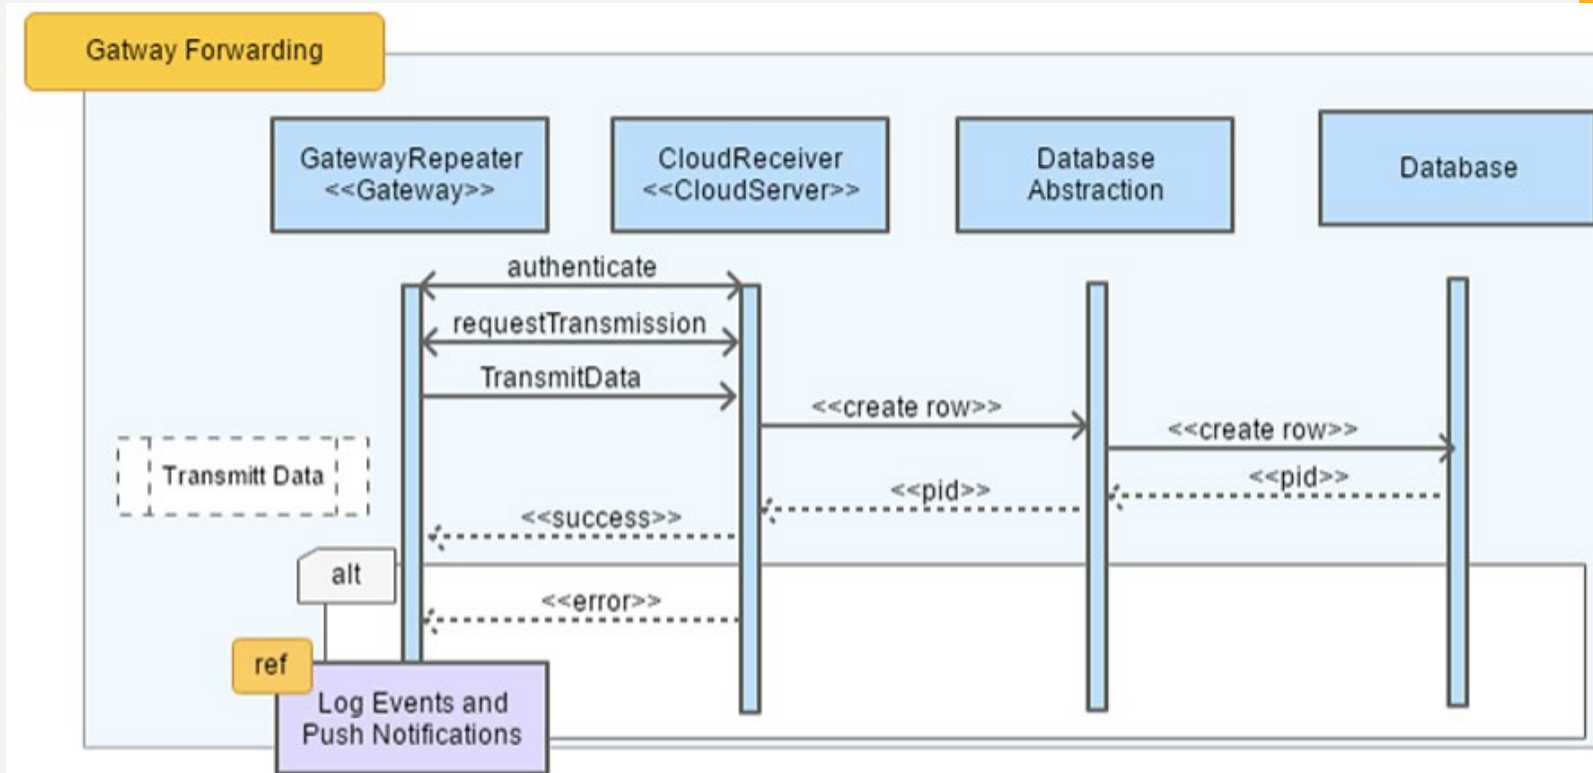 Gatway Forwarding
GatewayRepeater
<<Gateway>>
CloudReceiver
<<CloudServer>>
Database
Abstraction
Database
authenticate
requestTransmission
TransmitData
<<create row>>
<<create row>>
Transmitt Data
<<pid>>
<<pid>>
<<success>>
alt
<<error>>
ref
Log Events and
Push Notifications